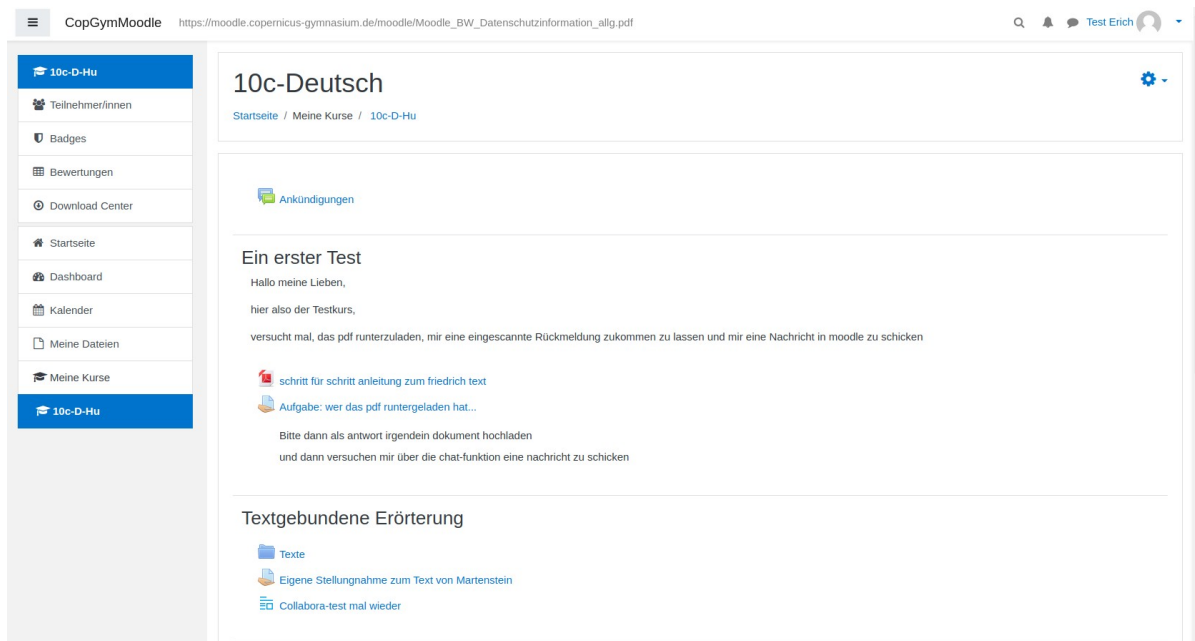 CopGymMoodle https://moodle.copernicus-gymnasium.de/moodle/Moodle_BW_Datenschutzinformation_allg.pdf Test Erich
10c-D-Hu
Teilnehmer/innen
Badges
Bewertungen
Download Center
Startseite
Dashboard
Kalender
Meine Dateien
Meine Kurse
10c-D-Hu
10c-Deutsch
Startseite / Meine Kurse / 10c-D-Hu
Ankündigungen
Ein erster Test
Hallo meine Lieben,
hier also der Testkurs,
versucht mal, das pdf runterzuladen, mir eine eingescannte Rückmeldung zukommen zu lassen und mir eine Nachricht in moodle zu schicken
schritt für schritt anleitung zum friedrich text
Aufgabe: wer das pdf runtergeladen hat...
Bitte dann als antwort irgendein dokument hochladen
und dann versuchen mir über die chat-funktion eine nachricht zu schicken
Textgebundene Erörterung
Texte
Eigene Stellungnahme zum Text von Martenstein
Collabora-test mal wieder